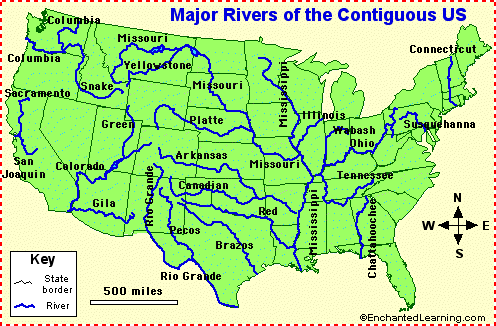 Major Rivers of the Contiguous US
Columbia
Missouri
Connecticut
Columbia
Yellowstone
Snake
Missouri
Mississippi
Sacramento
Platte
Illinois
Green
Wabash
Susquehanna
Ohio
San
Joaquin
Colorado
Arkansas
Missouri
Tennessee
Canadian
Gila
Rio Grande
Red
Mississippi
Chattahoochee
Pecos
Brazos
Rio Grande
N
W E
S
Key
State
border
River
500 miles
©EnchantedLearning.com